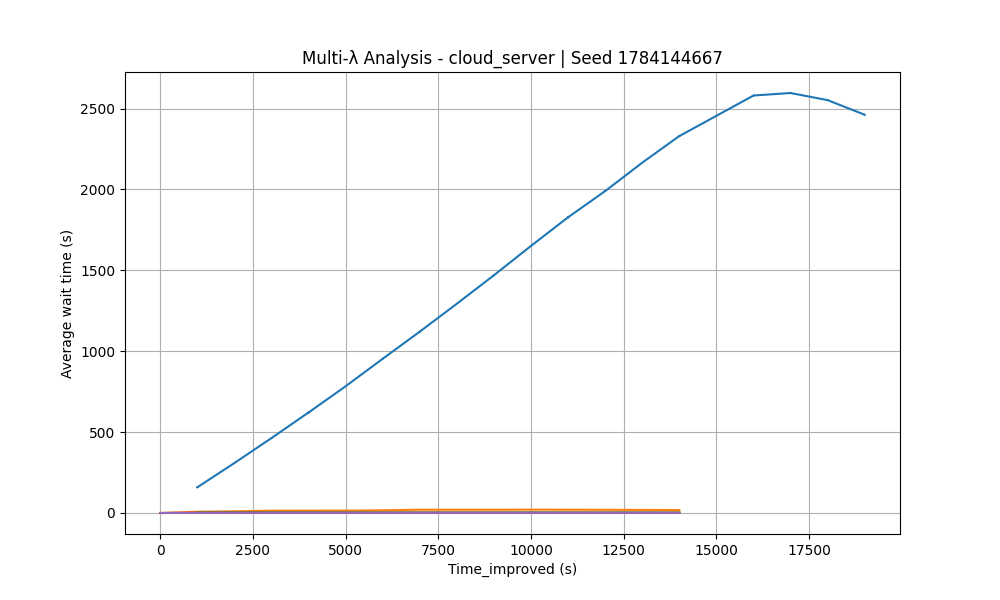 Multi-λ Analysis - cloud_server | Seed 1784144667
Average wait time (s)
2500
2000
1500
1000
500
0
0 2500 5000 7500 10000 12500 15000 17500
Time_improved (s)